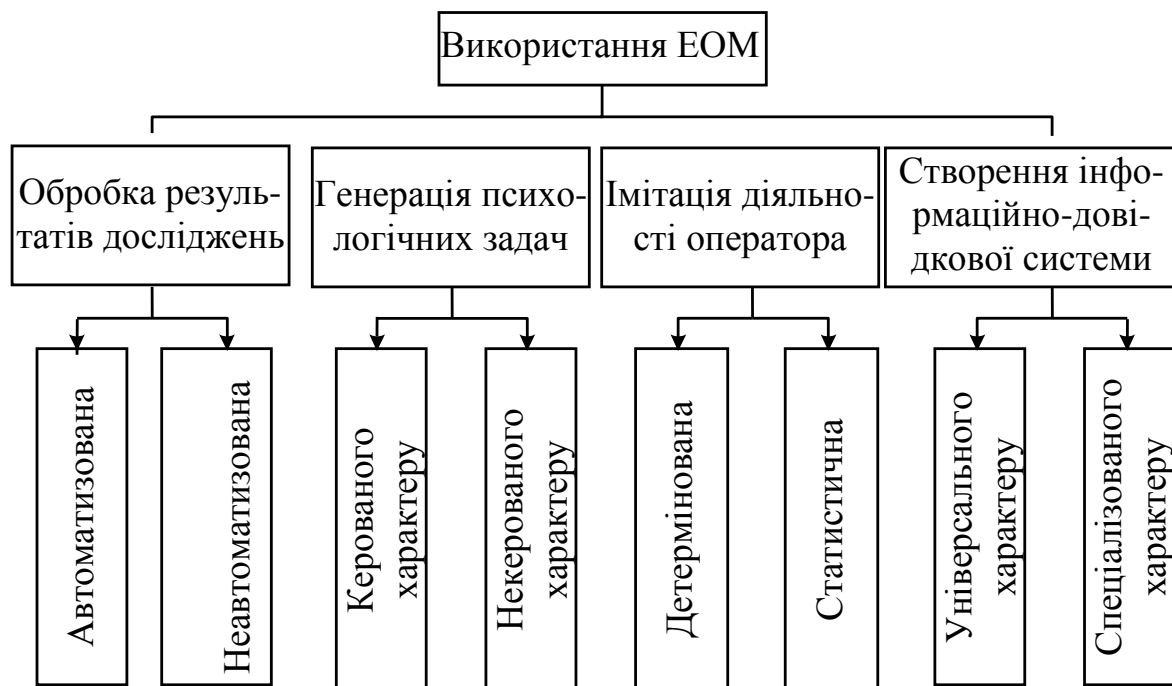 Використання ЕОМ
Обробка резуль-
татів досліджень
Генерація психо-
логічних задач
Імітація діяльно-
сті оператора
Створення інфо-
рмаційно-дові-
дкової системи
Автоматизована
Неавтоматизована
Керованого
характеру
Некерованого
характеру
Детермінована
Статистична
Універсального
характеру
Спеціалізованого
характеру